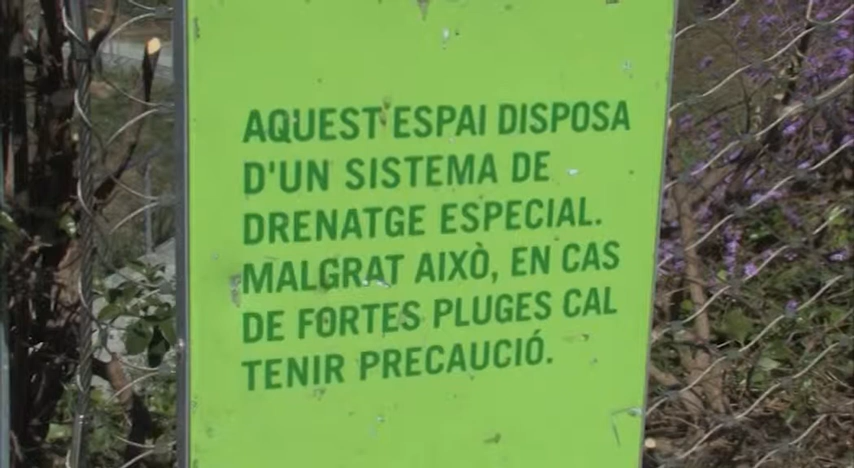 AQUEST ESPAI DISPOSA
D'UN SISTEMA DE
DRENATGE ESPECIAL.
MALGRAT AIXÒ, EN CAS
DE FORTES PLUGES CAL
TENIR PRECAUCIÓ.